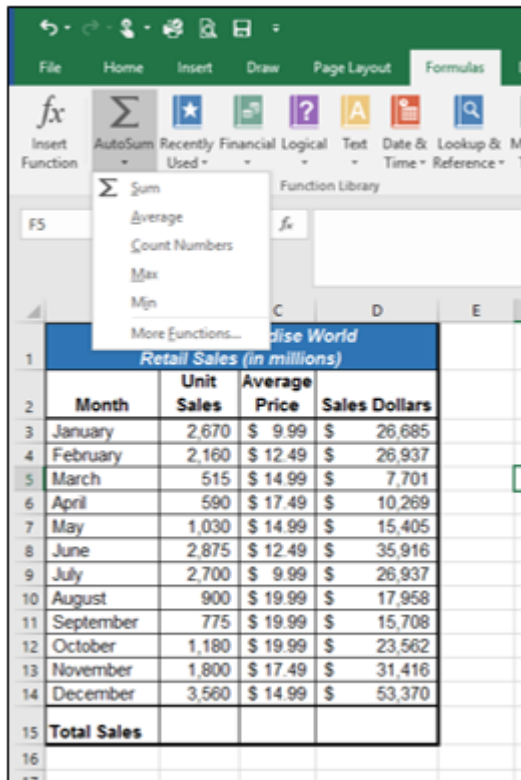 File Home Insert Draw Page Layout Formulas
fx
Insert Function
AutoSum
Recently Used
Financial
Logical
Text
Date & Time
Lookup & Reference
Function Library
Sum
Average
Count Numbers
Max
Min
More Functions...
F5 fx
C D E
1 dise World
Retail Sales (in millions)
2 Month Unit Sales Average Price Sales Dollars
3 January 2,670 $ 9.99 $ 26,685
4 February 2,160 $ 12.49 $ 26,937
5 March 515 $ 14.99 $ 7,701
6 April 590 $ 17.49 $ 10,269
7 May 1,030 $ 14.99 $ 15,405
8 June 2,875 $ 12.49 $ 35,916
9 July 2,700 $ 9.99 $ 26,937
10 August 900 $ 19.99 $ 17,958
11 September 775 $ 19.99 $ 15,708
12 October 1,180 $ 19.99 $ 23,562
13 November 1,800 $ 17.49 $ 31,416
14 December 3,560 $ 14.99 $ 53,370
15 Total Sales
16